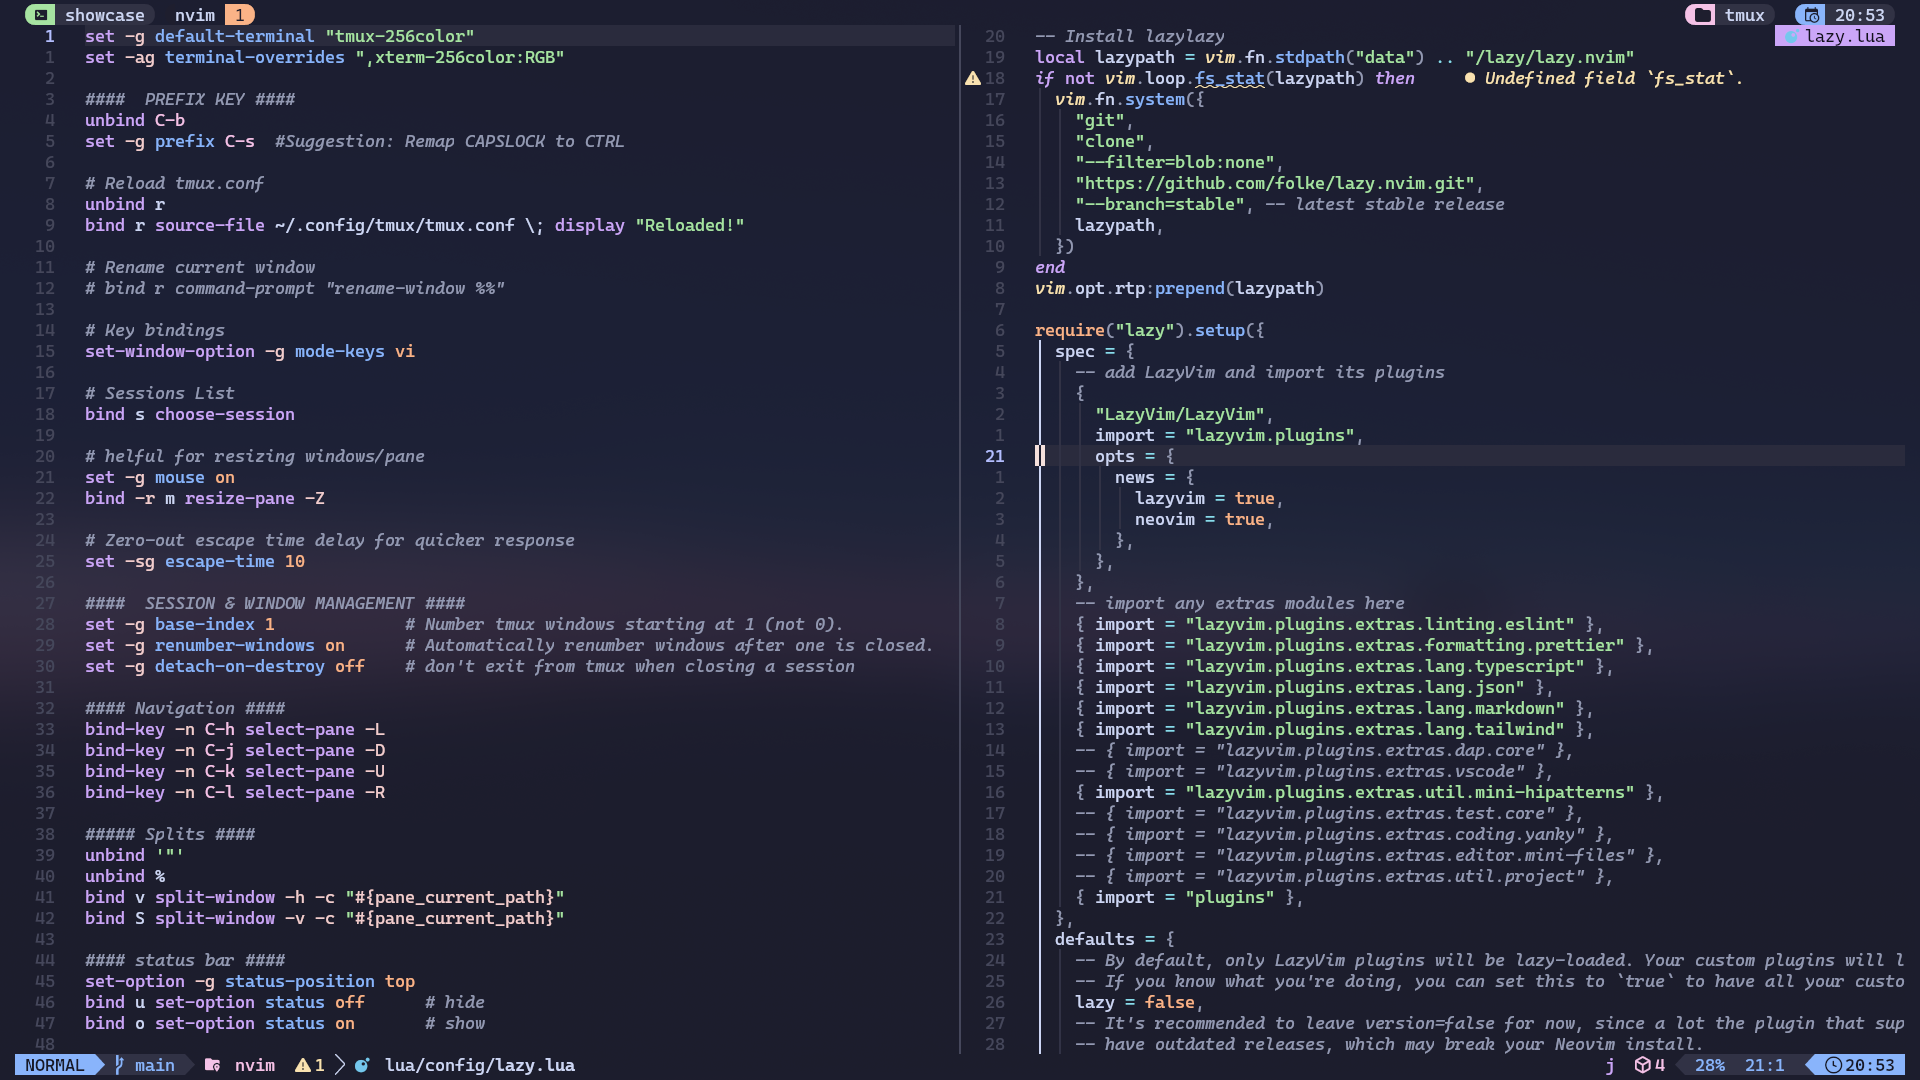 showcase nvim 1
tmux 20:53
1 set -g default-terminal "tmux-256color"
1 set -ag terminal-overrides ",xterm-256color:RGB"
2
3 ####  PREFIX KEY ####
4 unbind C-b
5 set -g prefix C-s  #Suggestion: Remap CAPSLOCK to CTRL
6
7 # Reload tmux.conf
8 unbind r
9 bind r source-file ~/.config/tmux/tmux.conf \; display "Reloaded!"
10
11 # Rename current window
12 # bind r command-prompt "rename-window %%"
13
14 # Key bindings
15 set-window-option -g mode-keys vi
16
17 # Sessions List
18 bind s choose-session
19
20 # helful for resizing windows/pane
21 set -g mouse on
22 bind -r m resize-pane -Z
23
24 # Zero-out escape time delay for quicker response
25 set -sg escape-time 10
26
27 ####  SESSION & WINDOW MANAGEMENT ####
28 set -g base-index 1             # Number tmux windows starting at 1 (not 0).
29 set -g renumber-windows on      # Automatically renumber windows after one is closed.
30 set -g detach-on-destroy off    # don't exit from tmux when closing a session
31
32 #### Navigation ####
33 bind-key -n C-h select-pane -L
34 bind-key -n C-j select-pane -D
35 bind-key -n C-k select-pane -U
36 bind-key -n C-l select-pane -R
37
38 ##### Splits ####
39 unbind '"'
40 unbind %
41 bind v split-window -h -c "#{pane_current_path}"
42 bind S split-window -v -c "#{pane_current_path}"
43
44 #### status bar ####
45 set-option -g status-position top
46 bind u set-option status off      # hide
47 bind o set-option status on       # show
48
lazy.lua
20 -- Install lazylazy
19 local lazypath = vim.fn.stdpath("data") .. "/lazy/lazy.nvim"
18 if not vim.loop.fs_stat(lazypath) then     ● Undefined field `fs_stat`.
17   vim.fn.system({
16     "git",
15     "clone",
14     "--filter=blob:none",
13     "https://github.com/folke/lazy.nvim.git",
12     "--branch=stable", -- latest stable release
11     lazypath,
10   })
9 end
8 vim.opt.rtp:prepend(lazypath)
7
6 require("lazy").setup({
5   spec = {
4     -- add LazyVim and import its plugins
3     {
2       "LazyVim/LazyVim",
1       import = "lazyvim.plugins",
21       opts = {
1         news = {
2           lazyvim = true,
3           neovim = true,
4         },
5       },
6     },
7     -- import any extras modules here
8     { import = "lazyvim.plugins.extras.linting.eslint" },
9     { import = "lazyvim.plugins.extras.formatting.prettier" },
10     { import = "lazyvim.plugins.extras.lang.typescript" },
11     { import = "lazyvim.plugins.extras.lang.json" },
12     { import = "lazyvim.plugins.extras.lang.markdown" },
13     { import = "lazyvim.plugins.extras.lang.tailwind" },
14     -- { import = "lazyvim.plugins.extras.dap.core" },
15     -- { import = "lazyvim.plugins.extras.vscode" },
16     { import = "lazyvim.plugins.extras.util.mini-hipatterns" },
17     -- { import = "lazyvim.plugins.extras.test.core" },
18     -- { import = "lazyvim.plugins.extras.coding.yanky" },
19     -- { import = "lazyvim.plugins.extras.editor.mini-files" },
20     -- { import = "lazyvim.plugins.extras.util.project" },
21     { import = "plugins" },
22   },
23   defaults = {
24     -- By default, only LazyVim plugins will be lazy-loaded. Your custom plugins will l
25     -- If you know what you're doing, you can set this to `true` to have all your custo
26     lazy = false,
27     -- It's recommended to leave version=false for now, since a lot the plugin that sup
28     -- have outdated releases, which may break your Neovim install.
NORMAL main nvim 1 lua/config/lazy.lua
j 4 28% 21:1 20:53